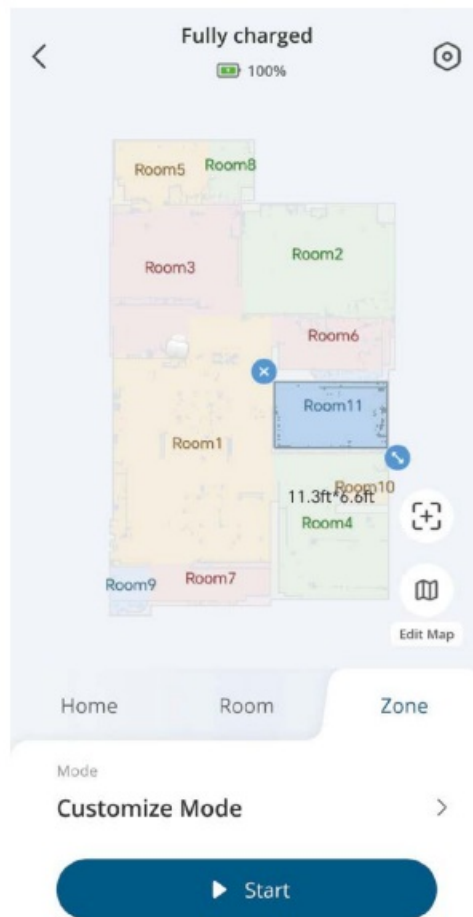 Fully charged
100%
Room5
Room8
Room3
Room2
Room6
Room11
Room1
Room10
11.3ft*6.6ft
Room4
Room7
Room9
Edit Map
Home
Room
Zone
Mode
Customize Mode
Start